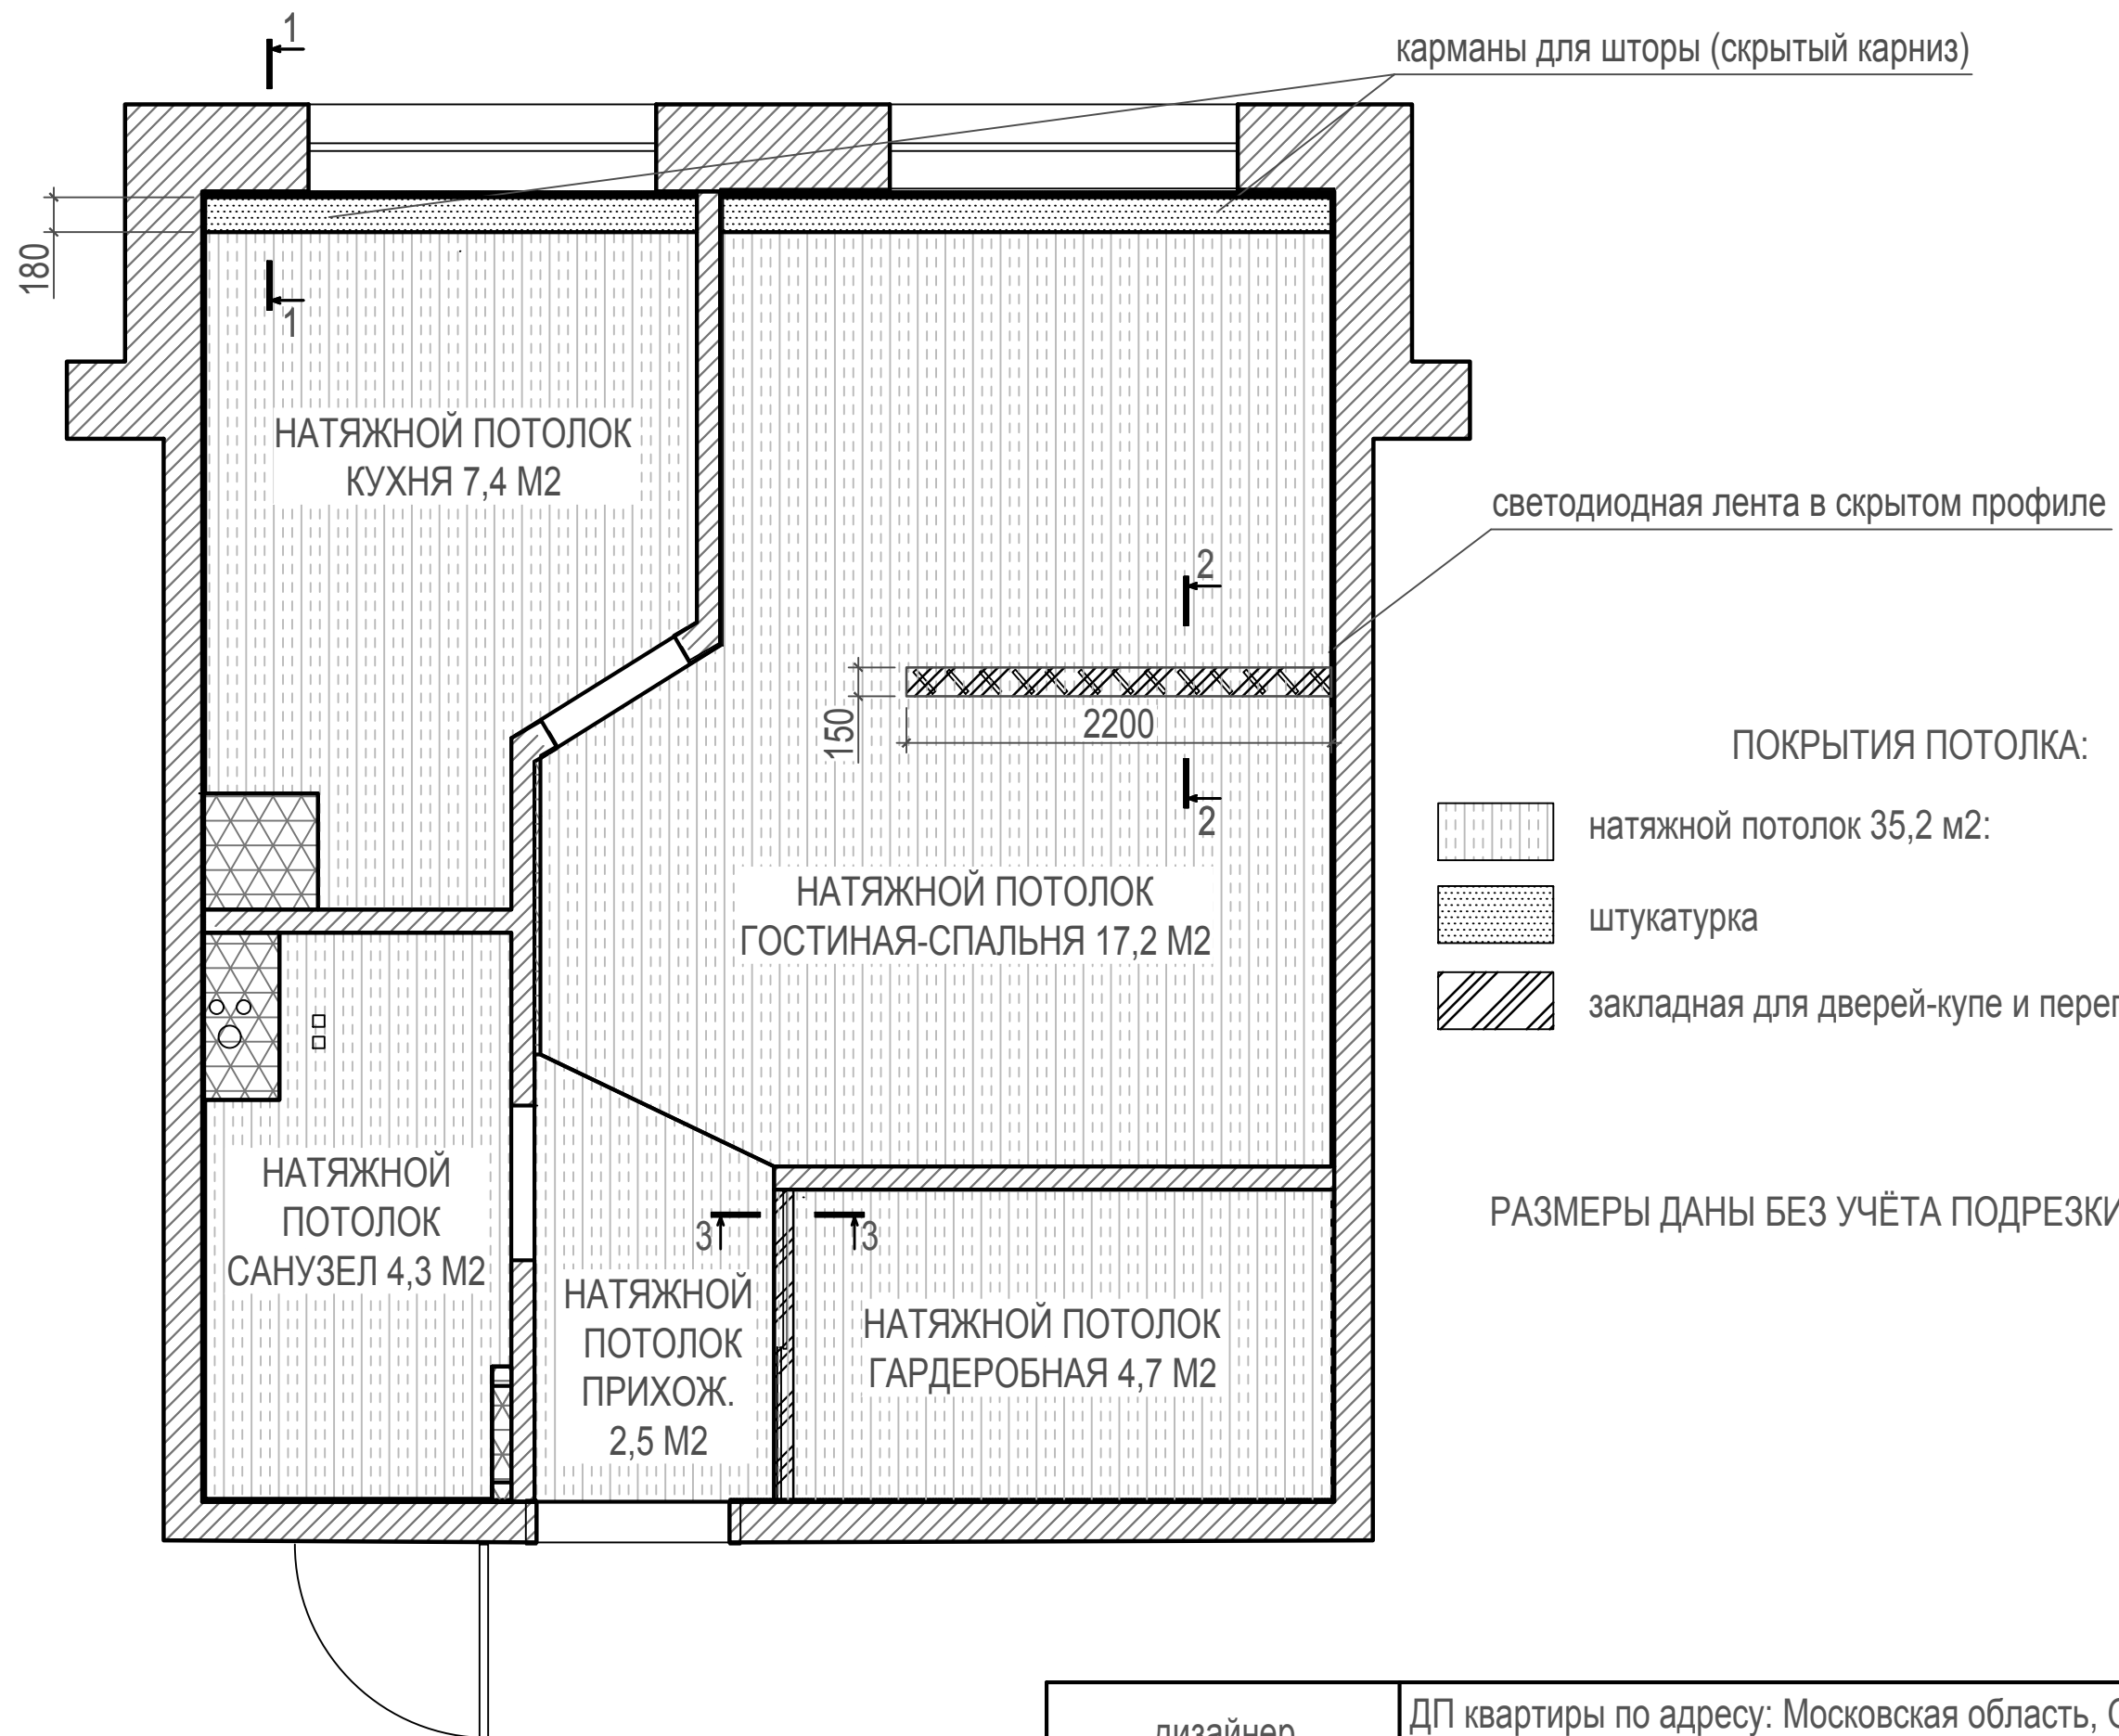 1
карманы для шторы (скрытый карниз)
180
1
НАТЯЖНОЙ ПОТОЛОК
КУХНЯ 7,4 М2
светодиодная лента в скрытом профиле
2
150
2200
2
ПОКРЫТИЯ ПОТОЛКА:
натяжной потолок 35,2 м2:
штукатурка
закладная для дверей-купе и
НАТЯЖНОЙ ПОТОЛОК
ГОСТИНАЯ-СПАЛЬНЯ 17,2 М2
НАТЯЖНОЙ
ПОТОЛОК
САНУЗЕЛ 4,3 М2
РАЗМЕРЫ ДАНЫ БЕЗ УЧЁТА ПОДРЕЗКИ
3
3
НАТЯЖНОЙ
ПОТОЛОК
ПРИХОЖ.
2,5 М2
НАТЯЖНОЙ ПОТОЛОК
ГАРДЕРОБНАЯ 4,7 М2
дизайнер
ДП квартиры по адресу: Московская область,